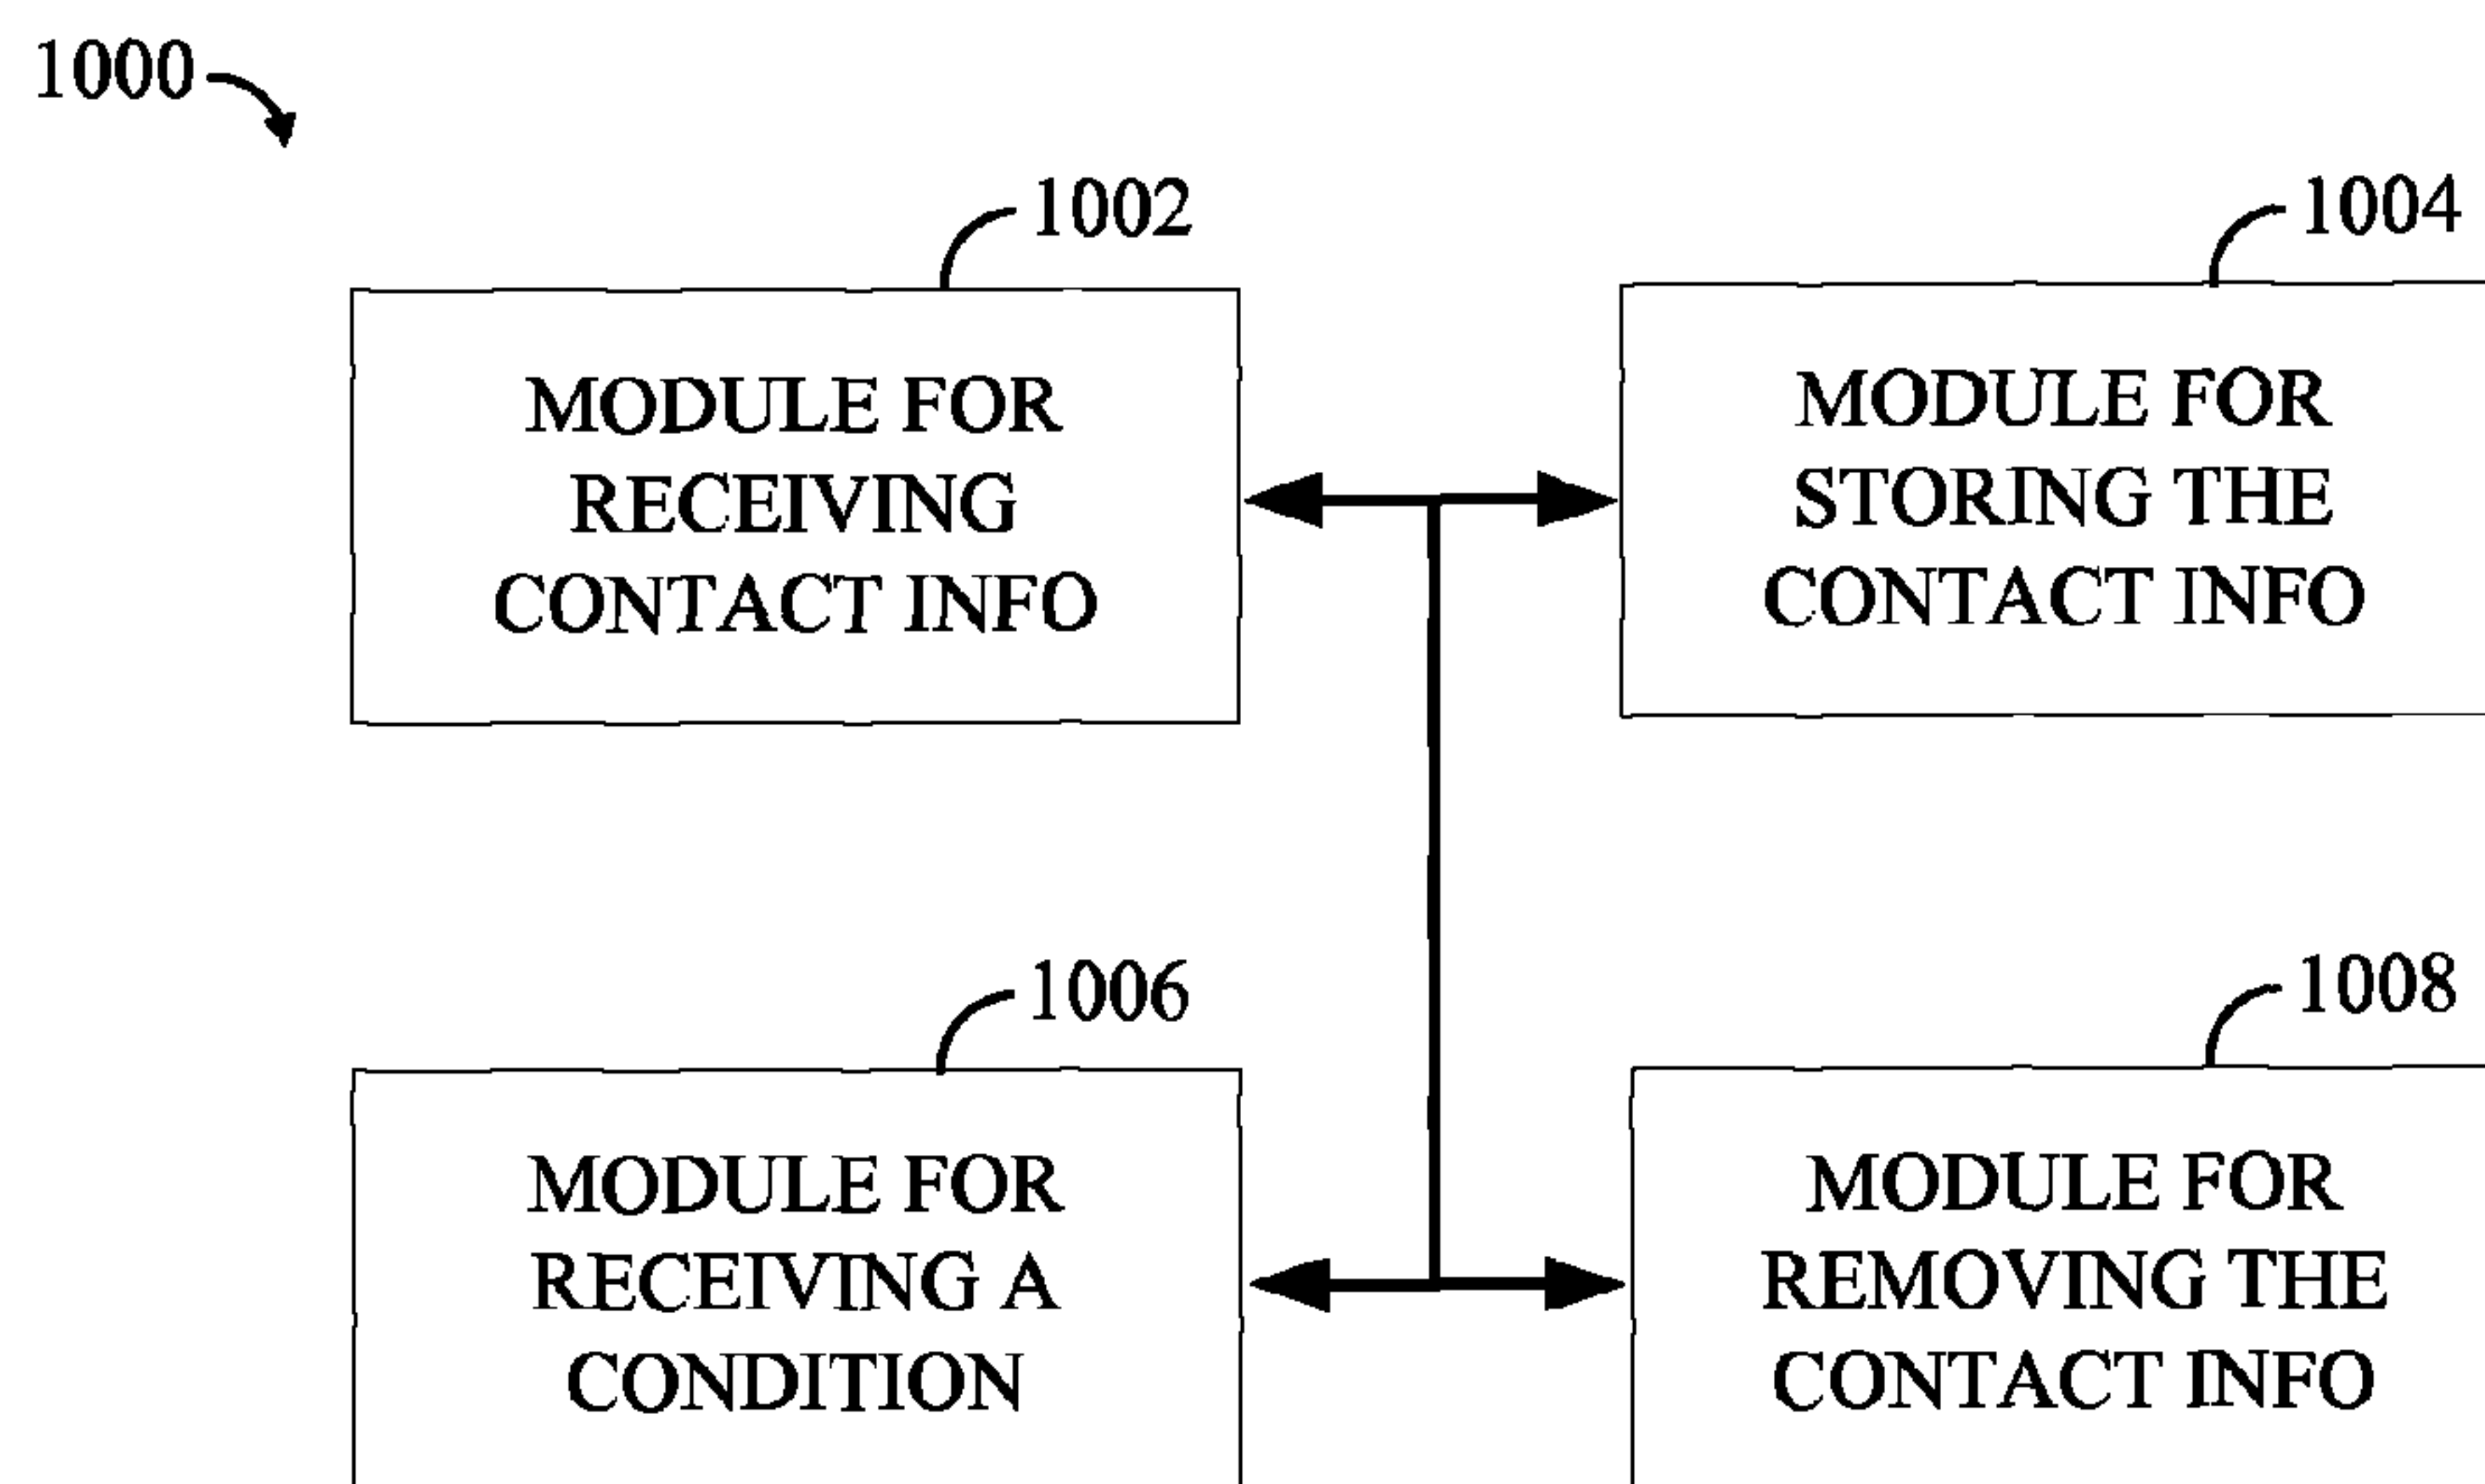 1000
1002
1004
MODULE FOR
RECEIVING
CONTACT INFO
MODULE FOR
STORING THE
CONTACT INFO
1006
1008
MODULE FOR
RECEIVING A
CONDITION
MODULE FOR
REMOVING THE
CONTACT INFO